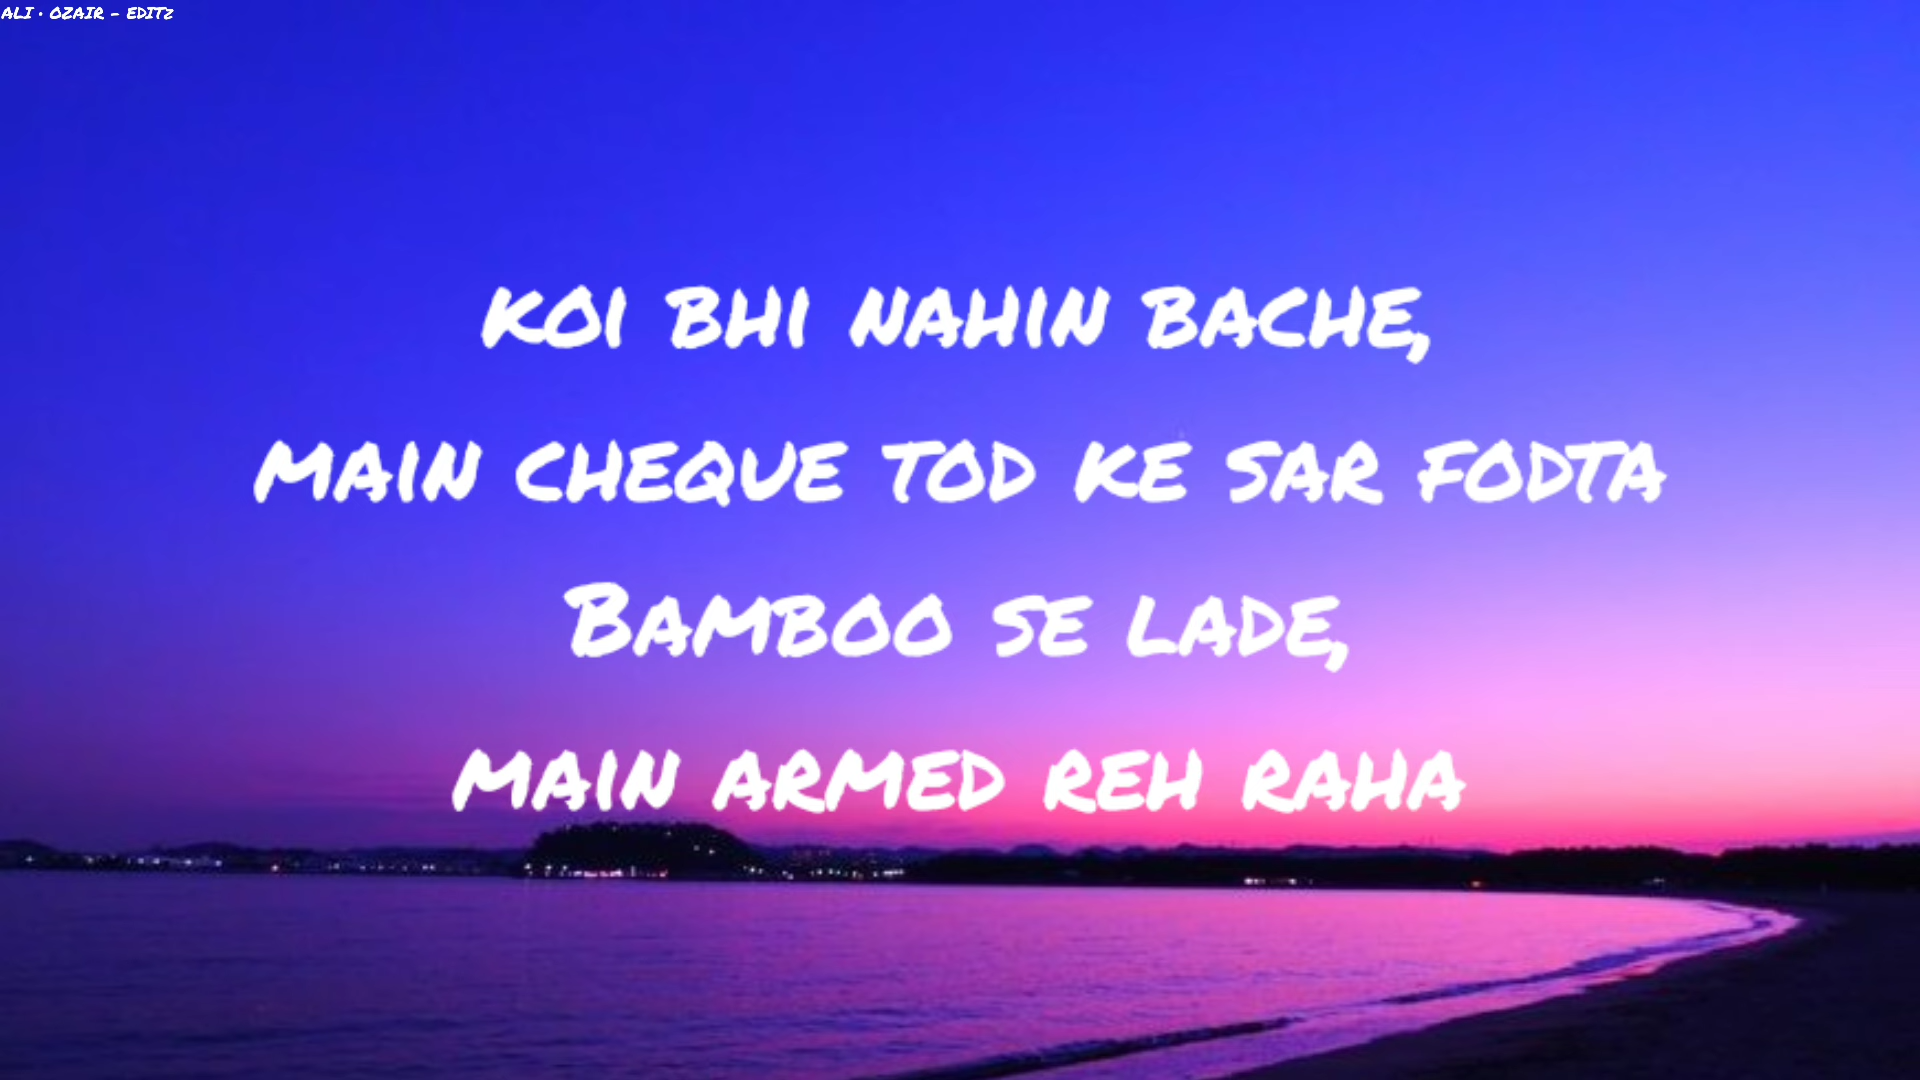 ALI • OZAIR - EDITZ
KOI BHI NAHIN BACHE,
MAIN CHEQUE TOD KE SAR FODTA
BAMBOO SE LADE,
MAIN ARMED REH RAHA